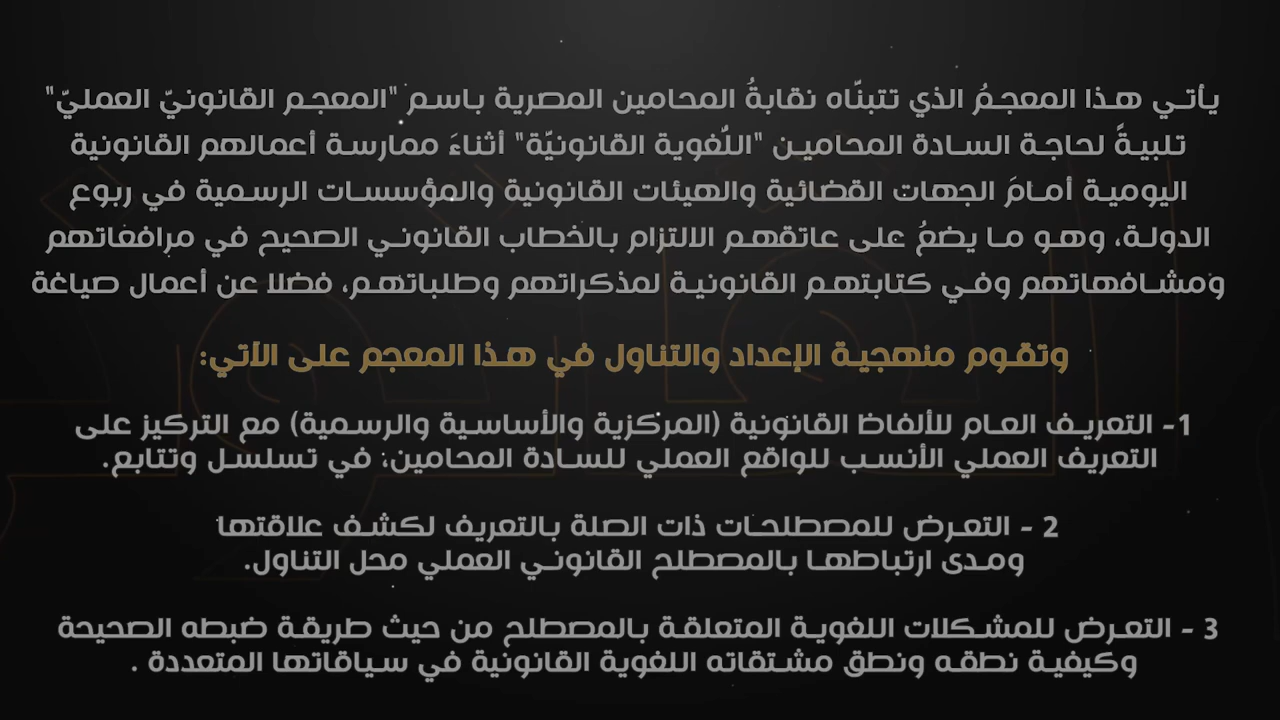 يأتي هذا المعجمُ الذي تتبنّاه نقابةُ المحامين المصرية باسم "المعجم القانونيّ العمليّ"
تلبيةً لحاجة السادة المحامين "اللّغوية القانونيّة" أثناءَ ممارسة أعمالهم القانونية
اليومية أمامَ الجهات القضائية والهيئات القانونية والمؤسسات الرسمية في ربوع
الدولة، وهو ما يضعُ على عاتقهم الالتزام بالخطاب القانوني الصحيح في مرافعاتهم
ومشافهاتهم وفي كتابتهم القانونية لمذكراتهم وطلباتهم، فضلا عن أعمال صياغة
وتقوم منهجية الإعداد والتناول في هذا المعجم على الآتي:
1- التعريف العام للألفاظ القانونية (المركزية والأساسية والرسمية) مع التركيز على
التعريف العملي الأنسب للواقع العملي للسادة المحامين، في تسلسل وتتابع.
2 - التعرض للمصطلحات ذات الصلة بالتعريف لكشف علاقتها
ومدى ارتباطها بالمصطلح القانوني العملي محل التناول.
3 - التعرض للمشكلات اللغوية المتعلقة بالمصطلح من حيث طريقة ضبطه الصحيحة
وكيفية نطقه ونطق مشتقاته اللغوية القانونية في سياقاتها المتعددة .